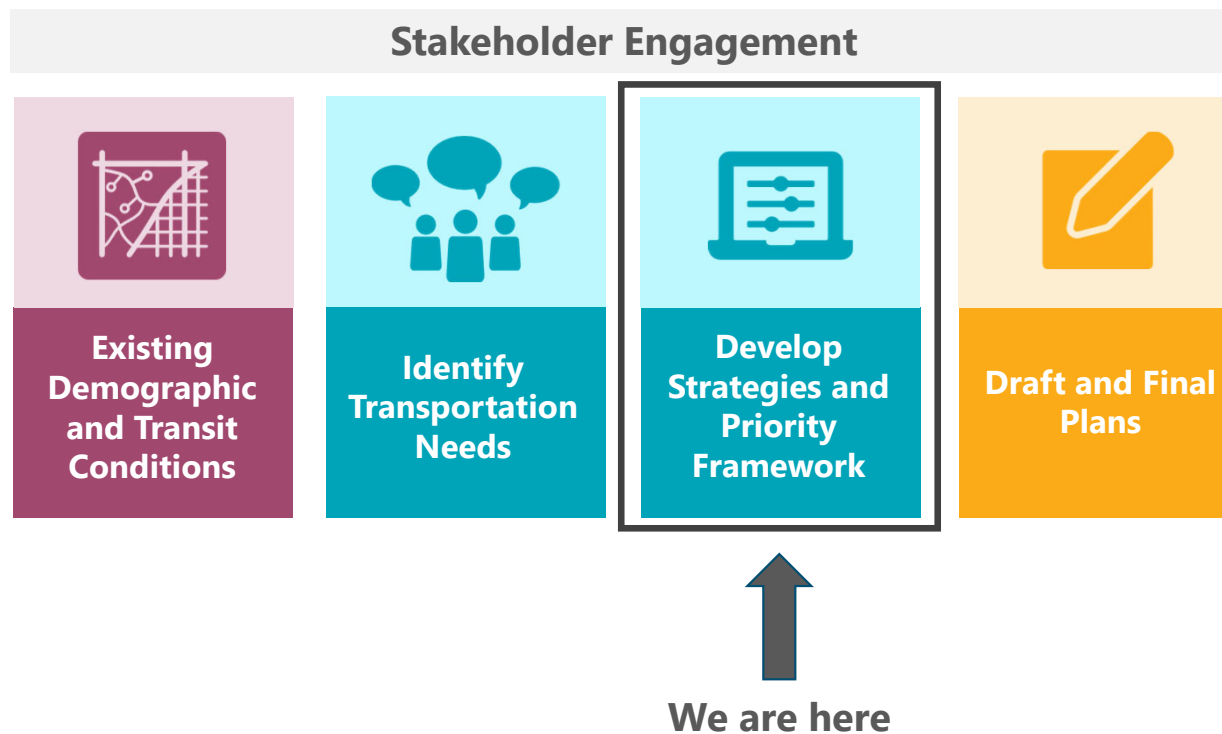 Stakeholder Engagement
Existing
Demographic
and Transit
Conditions
Identify
Transportation
Needs
Develop
Strategies and
Priority
Framework
Draft and Final
Plans
We are here